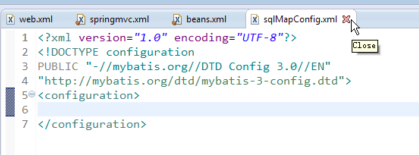 web.xml springmvc.xml beans.xml sqlMapConfig.xml
Close
1 <?xml version="1.0" encoding="UTF-8"?>
2 <!DOCTYPE configuration
3 PUBLIC "-//mybatis.org//DTD Config 3.0//EN"
4 "http://mybatis.org/dtd/mybatis-3-config.dtd">
5 <configuration>
6
7 </configuration>